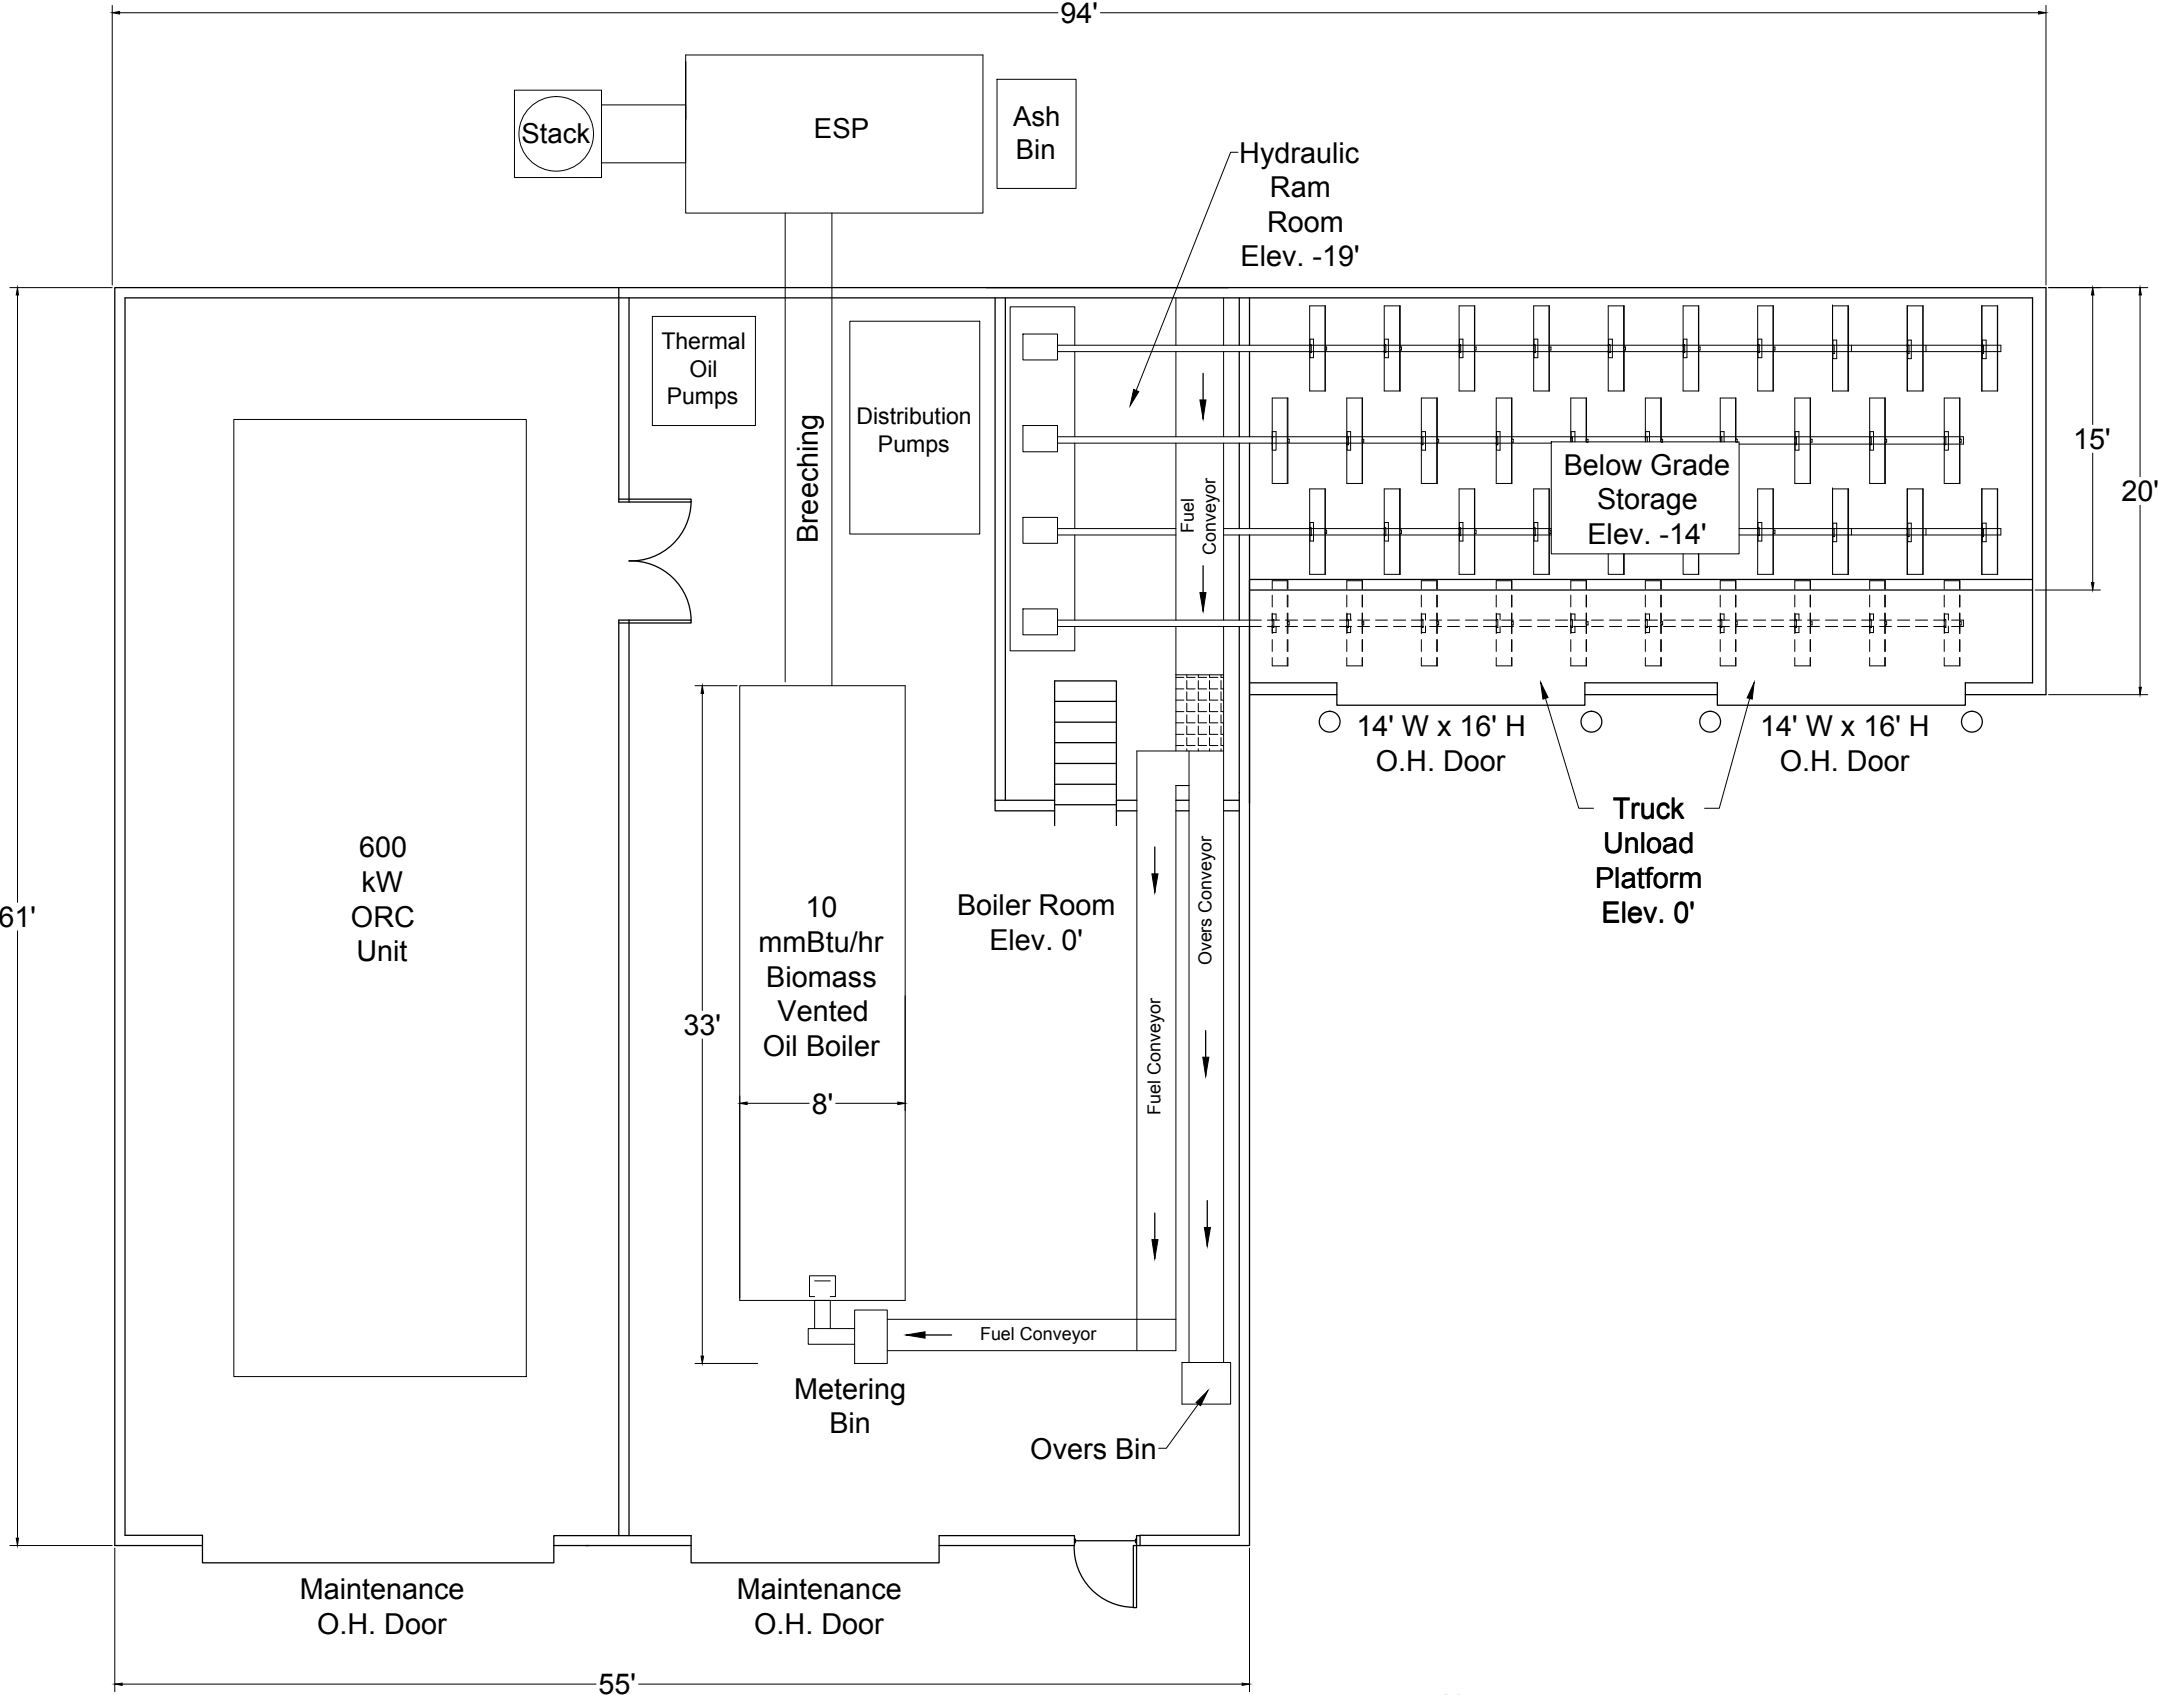 94'
Stack
ESP
Ash
Bin
Hydraulic
Ram
Room
Elev. -19'
Thermal
Oil
Pumps
Breeching
Distribution
Pumps
Fuel
Conveyor
Below Grade
Storage
Elev. -14'
15'
20'
14' W x 16' H
O.H. Door
14' W x 16' H
O.H. Door
Truck
Unload
Platform
Elev. 0'
61'
600
kW
ORC
Unit
10
mmBtu/hr
Biomass
Vented
Oil Boiler
33'
8'
Boiler Room
Elev. 0'
Overs Conveyor
Fuel Conveyor
Fuel Conveyor
Metering
Bin
Overs Bin
Maintenance
O.H. Door
Maintenance
O.H. Door
55'